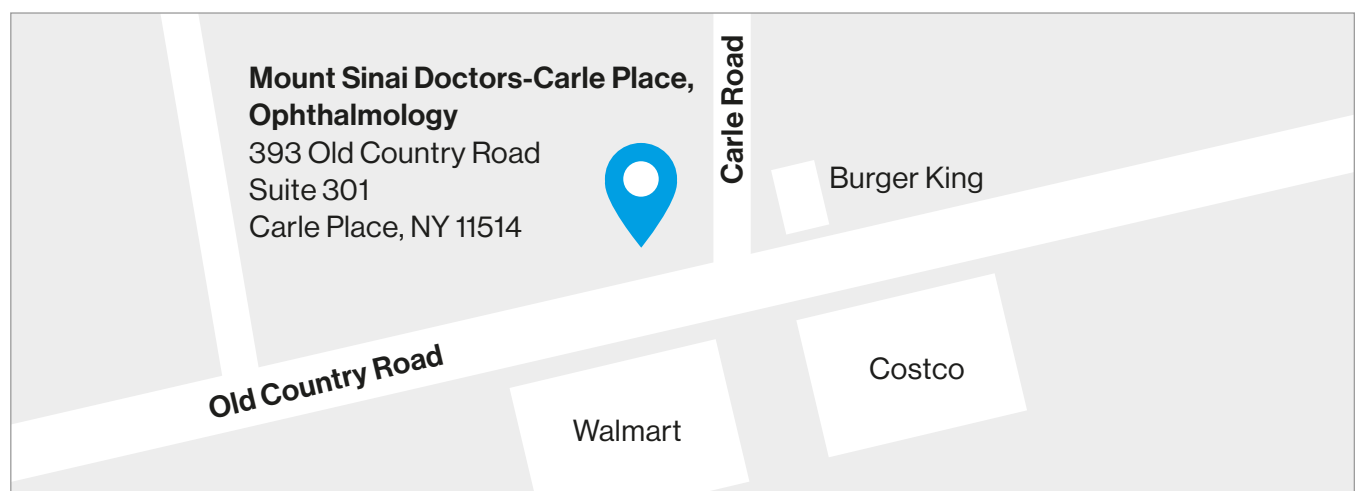 Mount Sinai Doctors-Carle Place,
Ophthalmology
393 Old Country Road
Suite 301
Carle Place, NY 11514
Carle Road
Burger King
Old Country Road
Costco
Walmart